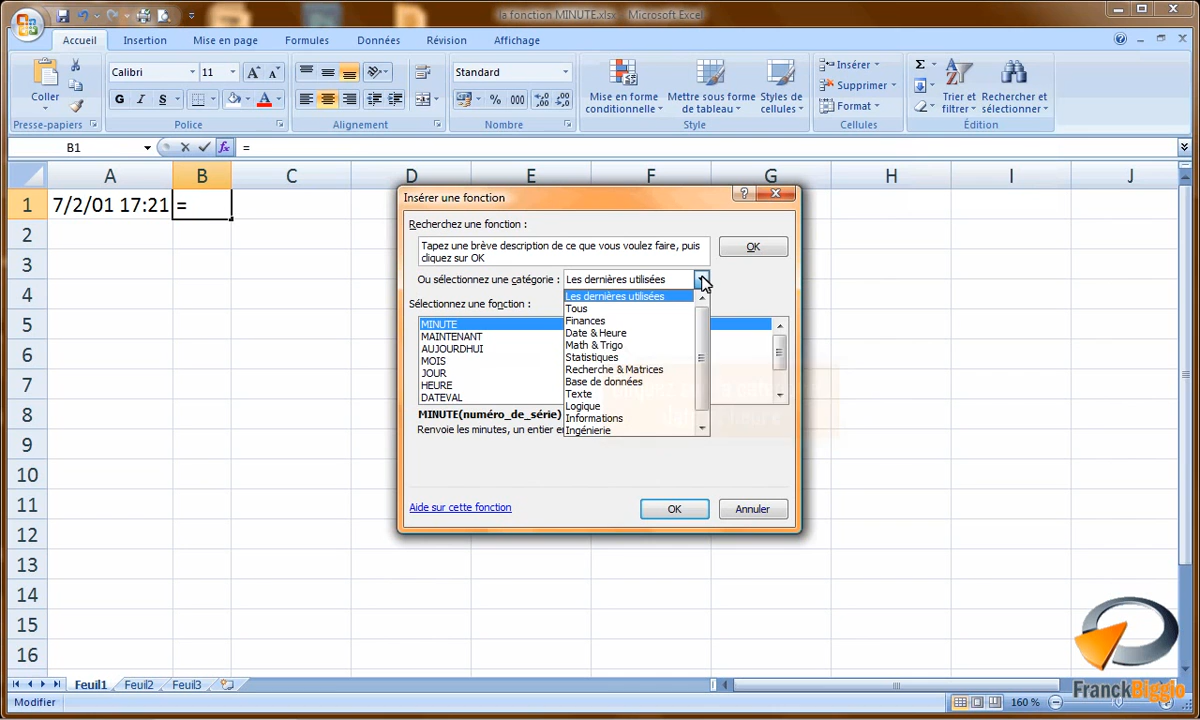 la fonction MINUTE.xlsx - Microsoft Excel
Accueil Insertion Mise en page Formules Données Révision Affichage
Coller
Calibri 11
G I S
Standard
% 000
Mise en forme conditionnelle
Mettre sous forme de tableau
Styles de cellules
Insérer
Supprimer
Format
Trier et filtrer
Rechercher et sélectionner
Presse-papiers Police Alignement Nombre Style Cellules Édition
B1 fx =
A B C D E F G H I J
1 7/2/01 17:21 =
2
3
4
5
6
7
8
9
10
11
12
13
14
15
16
Insérer une fonction
Recherchez une fonction :
Tapez une brève description de ce que vous voulez faire, puis
cliquez sur OK
OK
Ou sélectionnez une catégorie : Les dernières utilisées
Les dernières utilisées
Tous
Finances
Date & Heure
Math & Trigo
Statistiques
Recherche & Matrices
Base de données
Texte
Logique
Informations
Ingénierie
Sélectionnez une fonction :
MINUTE
MAINTENANT
AUJOURDHUI
MOIS
JOUR
HEURE
DATEVAL
MINUTE(numéro_de_série)
Renvoie les minutes, un entier
Aide sur cette fonction
OK Annuler
Feuil1 Feuil2 Feuil3
Modifier
160 %
FranckBiggio